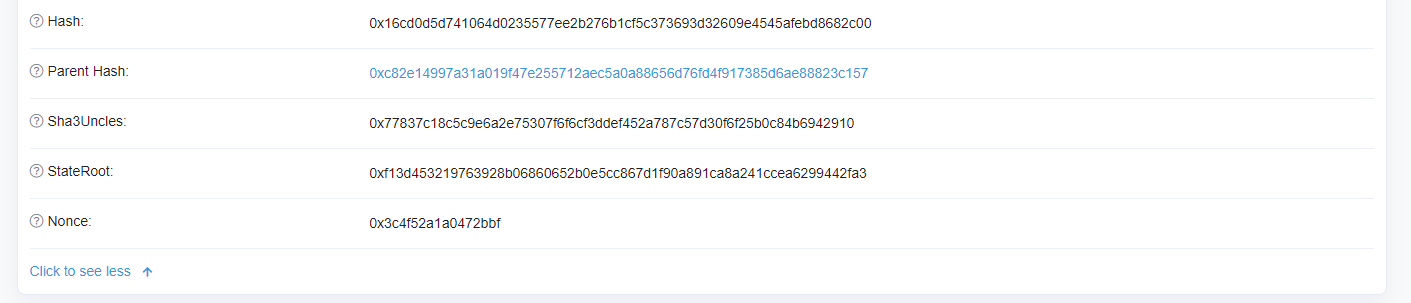 Hash: 0x16cd0d5d741064d0235577ee2b276b1cf5c373693d32609e4545afebd8682c00
Parent Hash: 0xc82e14997a31a019f47e255712aec5a0a88656d76fd4f917385d6ae88823c157
Sha3Uncles: 0x77837c18c5c9e6a2e75307f6f6cf3ddef452a787c57d30f6f25b0c84b6942910
StateRoot: 0xf13d453219763928b06860652b0e5cc867d1f90a891ca8a241ccea6299442fa3
Nonce: 0x3c4f52a1a0472bbf
Click to see less